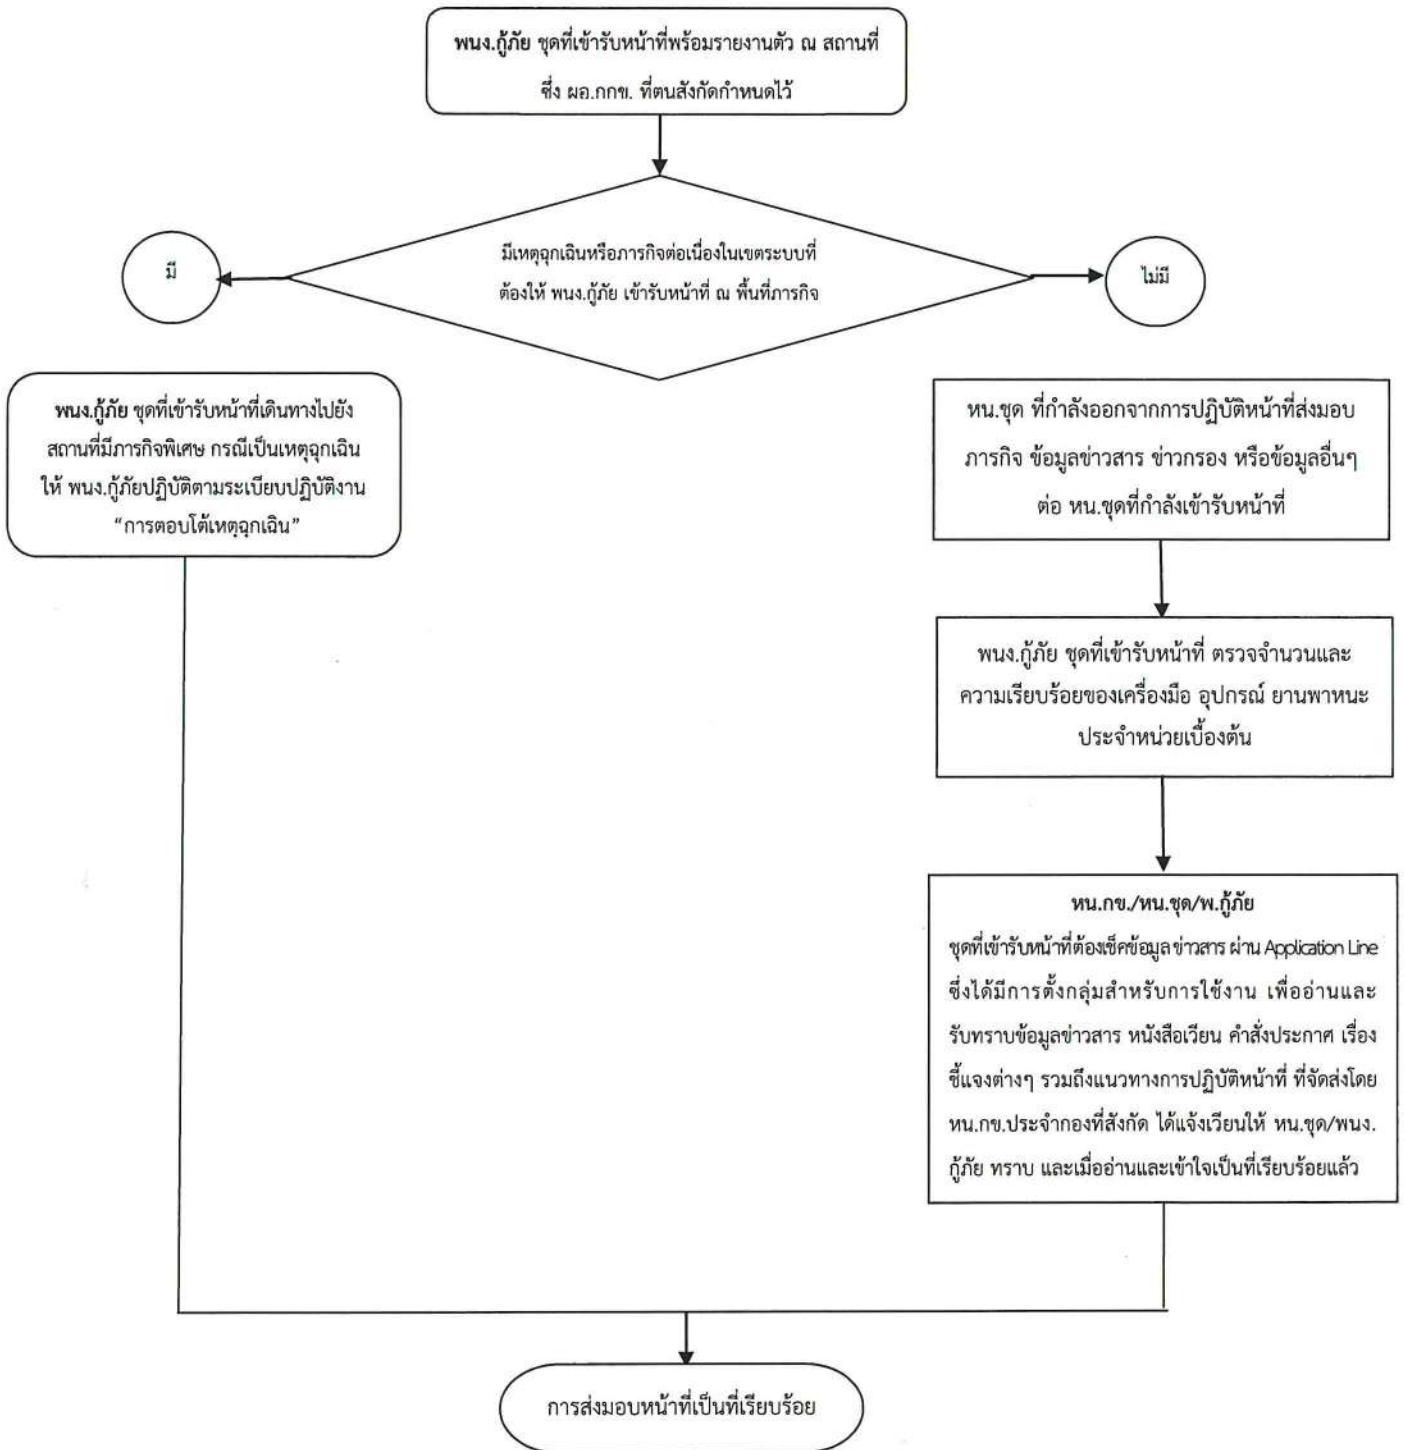 พนง.กู้ภัย ชุดที่เข้ารับหน้าที่พร้อมรายงานตัว ณ สถานที่
ซึ่ง ผอ.กกข. ที่ตนสังกัดกำหนดไว้
มีเหตุฉุกเฉินหรือภารกิจต่อเนื่องในเขตระบบที่
ต้องให้ พนง.กู้ภัย เข้ารับหน้าที่ ณ พื้นที่ภารกิจ
มี
ไม่มี
พนง.กู้ภัย ชุดที่เข้ารับหน้าที่เดินทางไปยัง
สถานที่มีภารกิจพิเศษ กรณีเป็นเหตุฉุกเฉิน
ให้ พนง.กู้ภัยปฏิบัติตามระเบียบปฏิบัติงาน
“การตอบโต้เหตุฉุกเฉิน”
หน.ชุด ที่กำลังออกจากการปฏิบัติหน้าที่ส่งมอบ
ภารกิจ ข้อมูลข่าวสาร ข่าวกรอง หรือข้อมูลอื่นๆ
ต่อ หน.ชุดที่กำลังเข้ารับหน้าที่
พนง.กู้ภัย ชุดที่เข้ารับหน้าที่ ตรวจจำนวนและ
ความเรียบร้อยของเครื่องมือ อุปกรณ์ ยานพาหนะ
ประจำหน่วยเบื้องต้น
หน.กข./หน.ชุด/พ.กู้ภัย
ชุดที่เข้ารับหน้าที่ต้องเช็คข้อมูลข่าวสาร ผ่าน Application Line
ซึ่งได้มีการตั้งกลุ่มสำหรับการใช้งาน เพื่ออ่านและ
รับทราบข้อมูลข่าวสาร หนังสือเวียน คำสั่งประกาศ เรื่อง
ชี้แจงต่างๆ รวมถึงแนวทางการปฏิบัติหน้าที่ ที่จัดส่งโดย
หน.กข.ประจำกองที่สังกัด ได้แจ้งเวียนให้ หน.ชุด/พนง.
กู้ภัย ทราบ และเมื่ออ่านและเข้าใจเป็นที่เรียบร้อยแล้ว
การส่งมอบหน้าที่เป็นที่เรียบร้อย